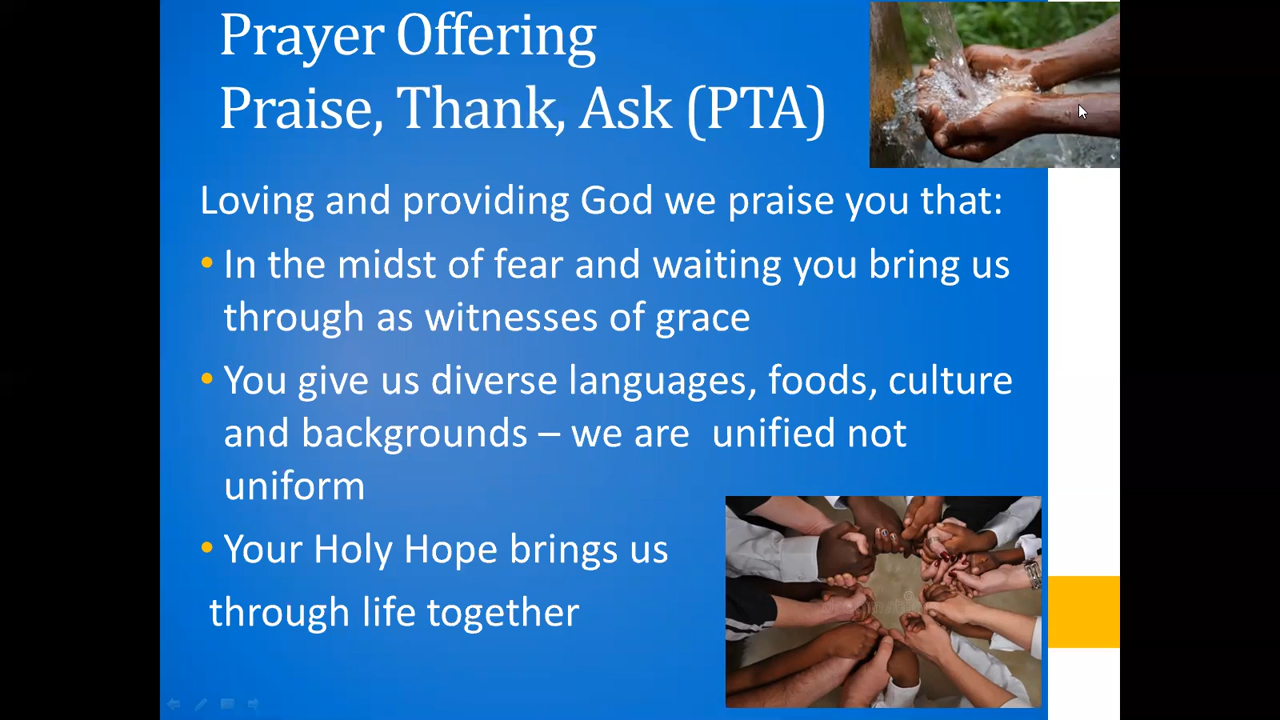 Prayer Offering
Praise, Thank, Ask (PTA)
Loving and providing God we praise you that:
• In the midst of fear and waiting you bring us
through as witnesses of grace
• You give us diverse languages, foods, culture
and backgrounds – we are  unified not
uniform
• Your Holy Hope brings us
through life together